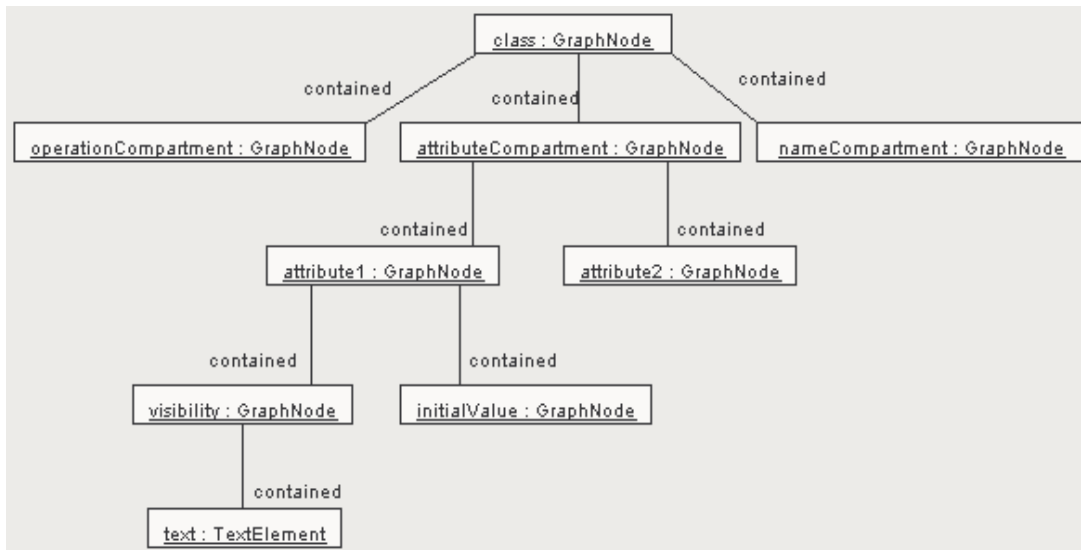 class : GraphNode
contained
contained
contained
operationCompartment : GraphNode
attributeCompartment : GraphNode
nameCompartment : GraphNode
contained
contained
attribute1 : GraphNode
attribute2 : GraphNode
contained
contained
visibility : GraphNode
initialValue : GraphNode
contained
text : TextElement